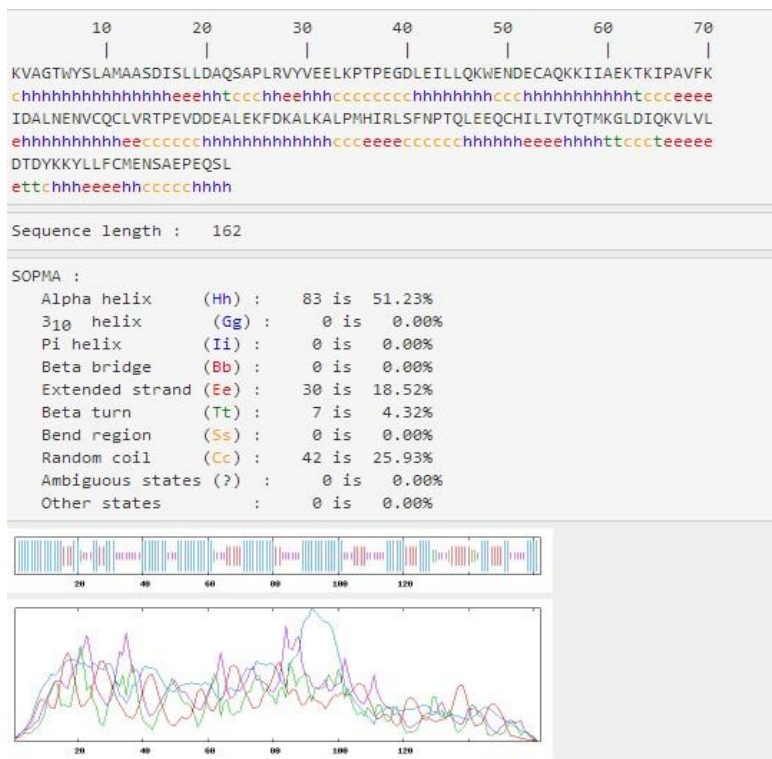 10 20 30 40 50 60 70
| | | | | | |
KVAGTWYSLAMAASDISLLDAQSAPLRVYVEELKPTPEGDLEILLQKWENDECAQKKIIAEKTKIPAVFK
chhhhhhhhhhhhhhheeehhtccchheehhhcccccccchhhhhhhhccchhhhhhhhhhhtccceeee
IDALNENVCQCLVRTPEVDDEALEKFDKALKALPMHIRLSFNPTQLEEQCHILIVTQTMKGLDIQKVLVL
ehhhhhhhhhheecccccchhhhhhhhhhhhhccceeeecccccchhhhhheeeehhhhttcccteeeee
DTDYKKYLLFCMENSAEPEQSL
ettchhheeeehhccccchhhh
Sequence length : 162
SOPMA :
Alpha helix (Hh) : 83 is 51.23%
310 helix (Gg) : 0 is 0.00%
Pi helix (Ii) : 0 is 0.00%
Beta bridge (Bb) : 0 is 0.00%
Extended strand (Ee) : 30 is 18.52%
Beta turn (Tt) : 7 is 4.32%
Bend region (Ss) : 0 is 0.00%
Random coil (Cc) : 42 is 25.93%
Ambiguous states (?) : 0 is 0.00%
Other states : 0 is 0.00%
20 40 60 80 100 120
20 40 60 80 100 120